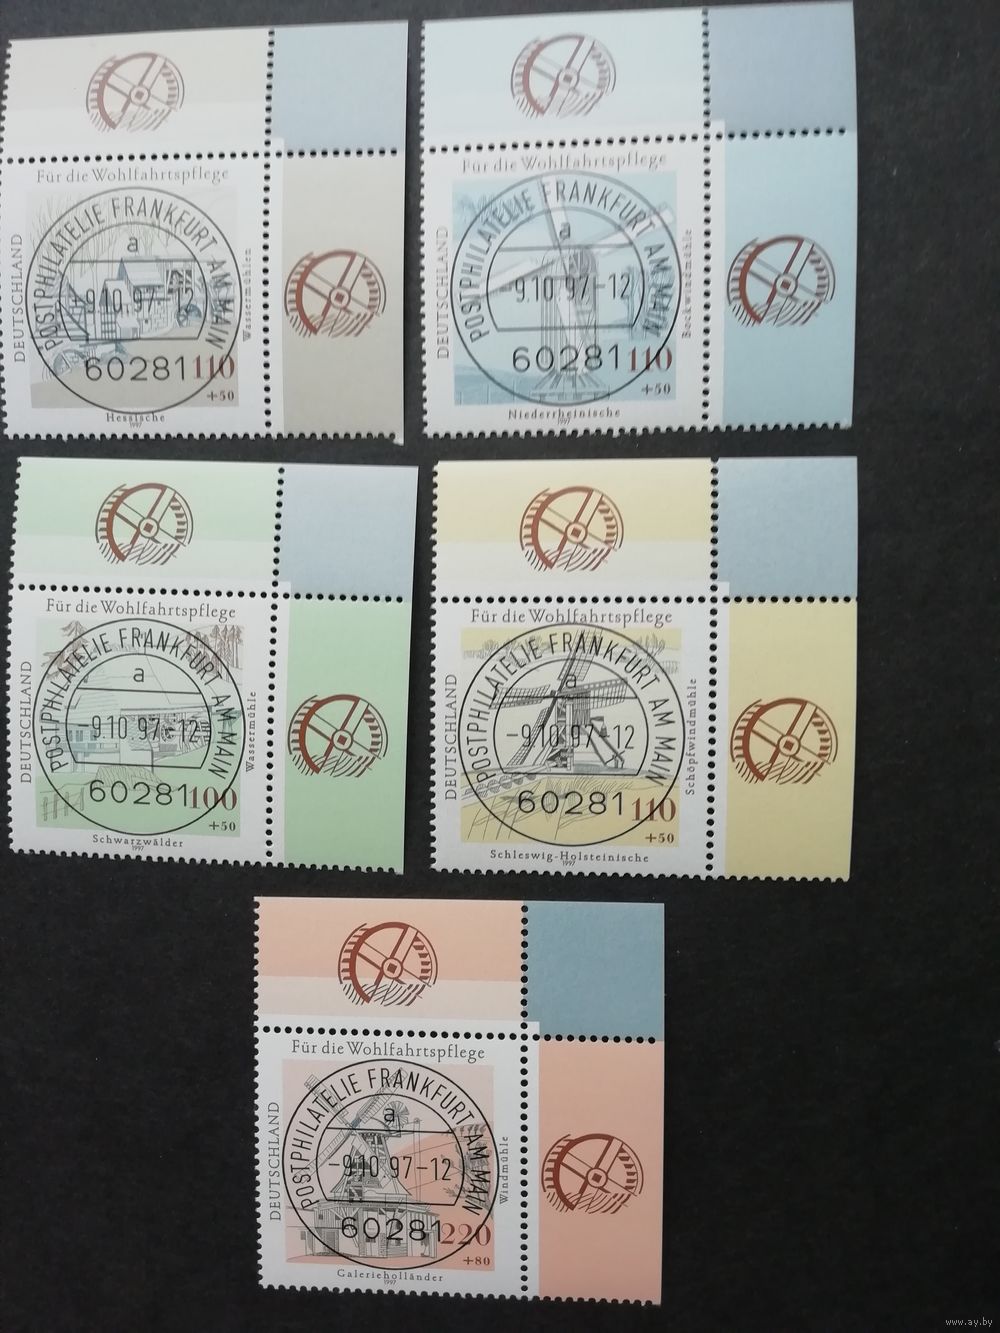 Für die Wohlfahrtspflege
DEUTSCHLAND
POSTPHILATELIE FRANKFURT AM MAIN
a
-9.10.97-12
60281
110
+50
Wassermühlen
Hessische
1997
Für die Wohlfahrtspflege
DEUTSCHLAND
POSTPHILATELIE FRANKFURT AM MAIN
a
-9.10.97-12
60281
110
+50
Bockwindmühle
Niederrheinische
1997
Für die Wohlfahrtspflege
DEUTSCHLAND
POSTPHILATELIE FRANKFURT AM MAIN
a
-9.10.97-12
60281
100
+50
Wassermühle
Schwarzwälder
1997
Für die Wohlfahrtspflege
DEUTSCHLAND
POSTPHILATELIE FRANKFURT AM MAIN
a
-9.10.97-12
60281
110
+50
Schöpfwindmühle
Schleswig-Holsteinische
1997
Für die Wohlfahrtspflege
DEUTSCHLAND
POSTPHILATELIE FRANKFURT AM MAIN
a
-9.10.97-12
60281
220
+80
Windmühle
Galerieholländer
1997
www.ay.by